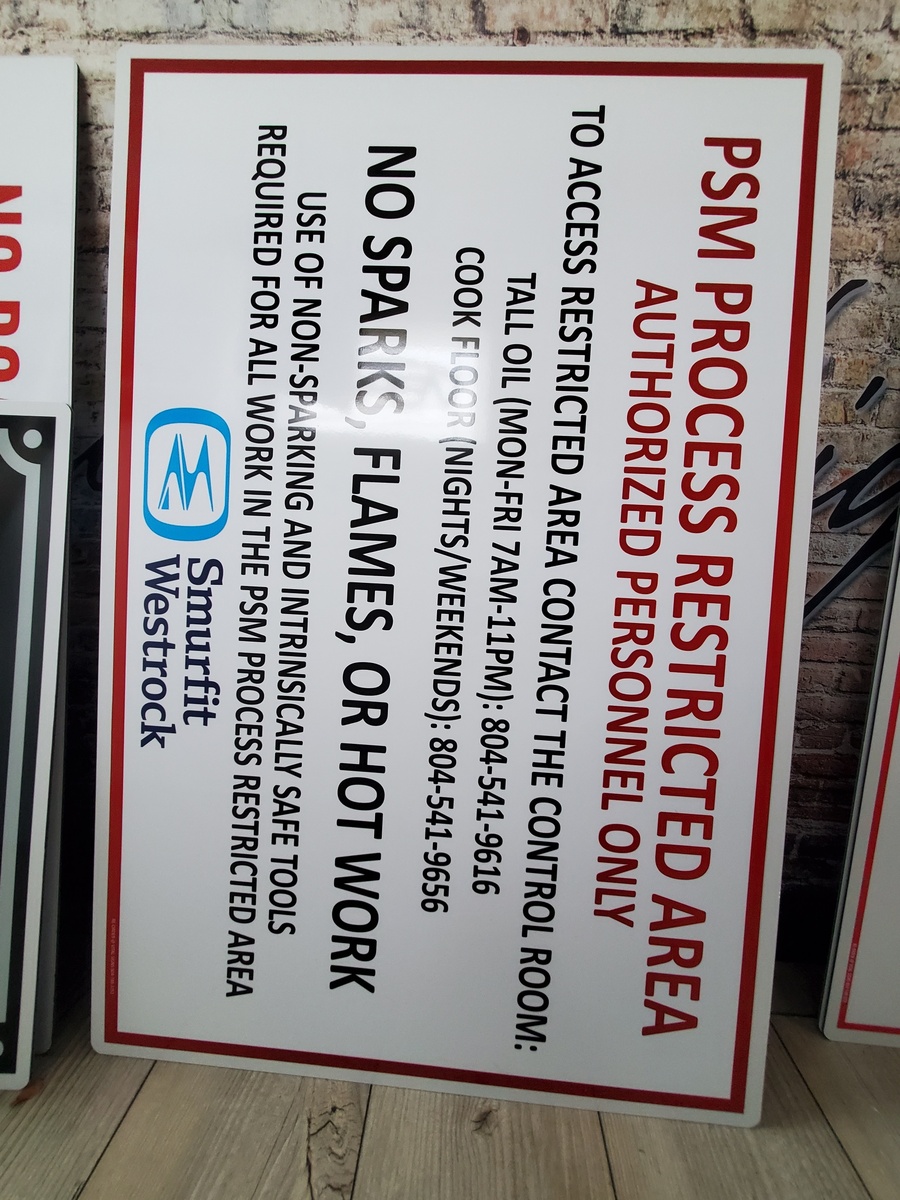 PSM PROCESS RESTRICTED AREA
AUTHORIZED PERSONNEL ONLY
TO ACCESS RESTRICTED AREA CONTACT THE CONTROL ROOM:
TALL OIL (MON-FRI 7AM-11PM): 804-541-9616
COOK FLOOR (NIGHTS/WEEKENDS): 804-541-9656
NO SPARKS, FLAMES, OR HOT WORK
USE OF NON-SPARKING AND INTRINSICALLY SAFE TOOLS
REQUIRED FOR ALL WORK IN THE PSM PROCESS RESTRICTED AREA
Smurfit
Westrock